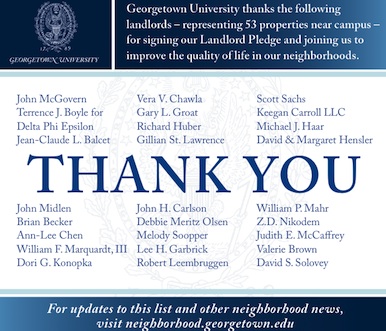 Georgetown University thanks the following
landlords – representing 53 properties near campus –
for signing our Landlord Pledge and joining us to
improve the quality of life in our neighborhoods.
17 89
GEORGETOWN UNIVERSITY
John McGovern
Terrence J. Boyle for
Delta Phi Epsilon
Jean-Claude L. Balcet
Vera V. Chawla
Gary L. Groat
Richard Huber
Gillian St. Lawrence
Scott Sachs
Keegan Carroll LLC
Michael J. Haar
David & Margaret Hensler
THANK YOU
John Midlen
Brian Becker
Ann-Lee Chen
William F. Marquardt, III
Dori G. Konopka
John H. Carlson
Debbie Meritz Olsen
Melody Soopper
Lee H. Garbrick
Robert Leembruggen
William P. Mahr
Z.D. Nikodem
Judith E. McCaffrey
Valerie Brown
David S. Solovey
For updates to this list and other neighborhood news,
visit neighborhood.georgetown.edu